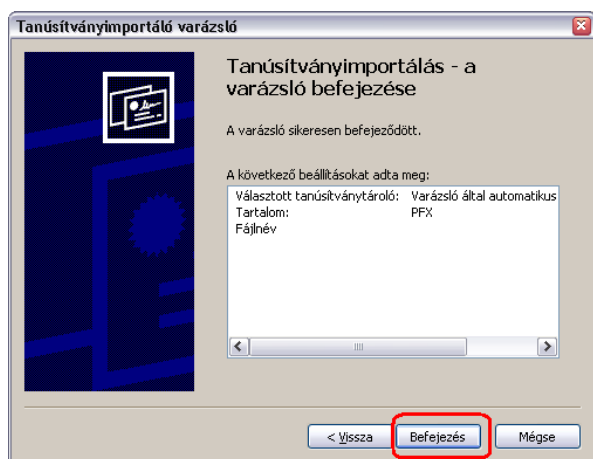 Tanúsítványimportáló varázsló
Tanúsítványimportálás - a
varázsló befejezése
A varázsló sikeresen befejeződött.
A következő beállításokat adta meg:
Választott tanúsítványtároló: Varázsló által automatikus
Tartalom: PFX
Fájlnév
< Vissza Befejezés Mégse